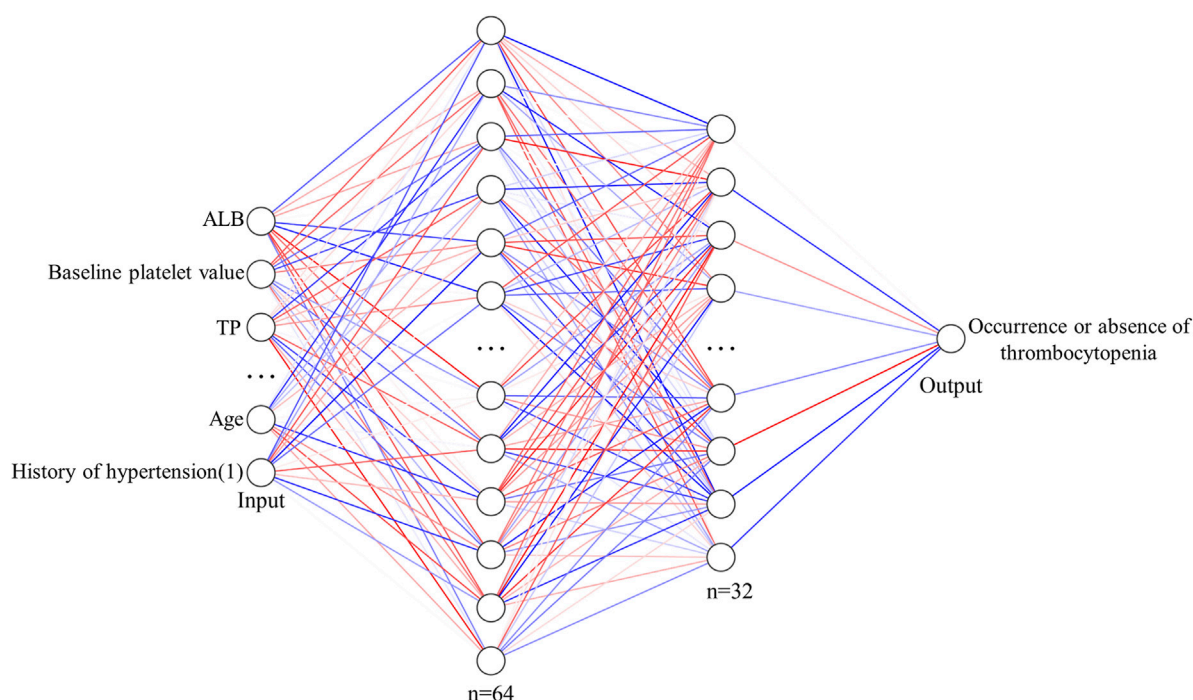 ALB
Baseline platelet value
TP
...
Age
History of hypertension(1)
Input
...
n=64
...
n=32
Occurrence or absence of
thrombocytopenia
Output